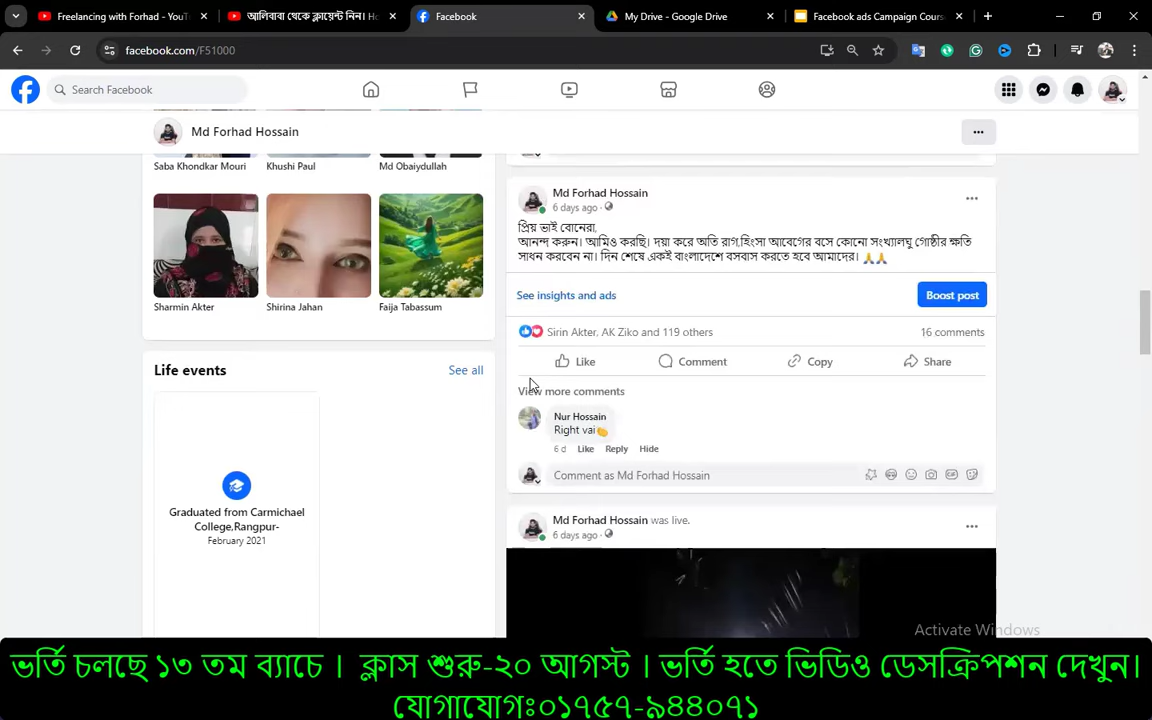 Freelancing with Forhad - YouT
আলিবাবা থেকে ক্লায়েন্ট নিন। Ho
Facebook
My Drive - Google Drive
Facebook ads Campaign Cours
facebook.com/F51000
Search Facebook
Md Forhad Hossain
Saba Khondkar Mouri
Khushi Paul
Md Obaiydullah
Sharmin Akter
Shirina Jahan
Faija Tabassum
Life events
See all
Graduated from Carmichael
College,Rangpur-
February 2021
Md Forhad Hossain
6 days ago
প্রিয় ভাই বোনেরা,
আনন্দ করুন। আমিও করছি। দয়া করে অতি রাগ,হিংসা আবেগের বসে কোনো সংখ্যালঘু গোষ্ঠীর ক্ষতি
সাধন করবেন না। দিন শেষে একই বাংলাদেশে বসবাস করতে হবে আমাদের। 🙏🙏
See insights and ads
Boost post
Sirin Akter, AK Ziko and 119 others
16 comments
Like
Comment
Copy
Share
View more comments
Nur Hossain
Right vai👏
6 d Like Reply Hide
Comment as Md Forhad Hossain
Md Forhad Hossain was live.
6 days ago
Activate Windows
ভর্তি চলছে ১৩ তম ব্যাচে । ক্লাস শুরু-২০ আগস্ট । ভর্তি হতে ভিডিও ডেসক্রিপশন দেখুন।
যোগাযোগঃ০১৭৫৭-৯৪৪০৭১